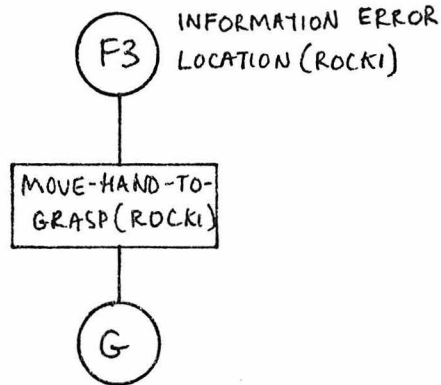 INFORMATION ERROR
F3
LOCATION (ROCK1)
MOVE-HAND-TO-
GRASP (ROCK1)
G